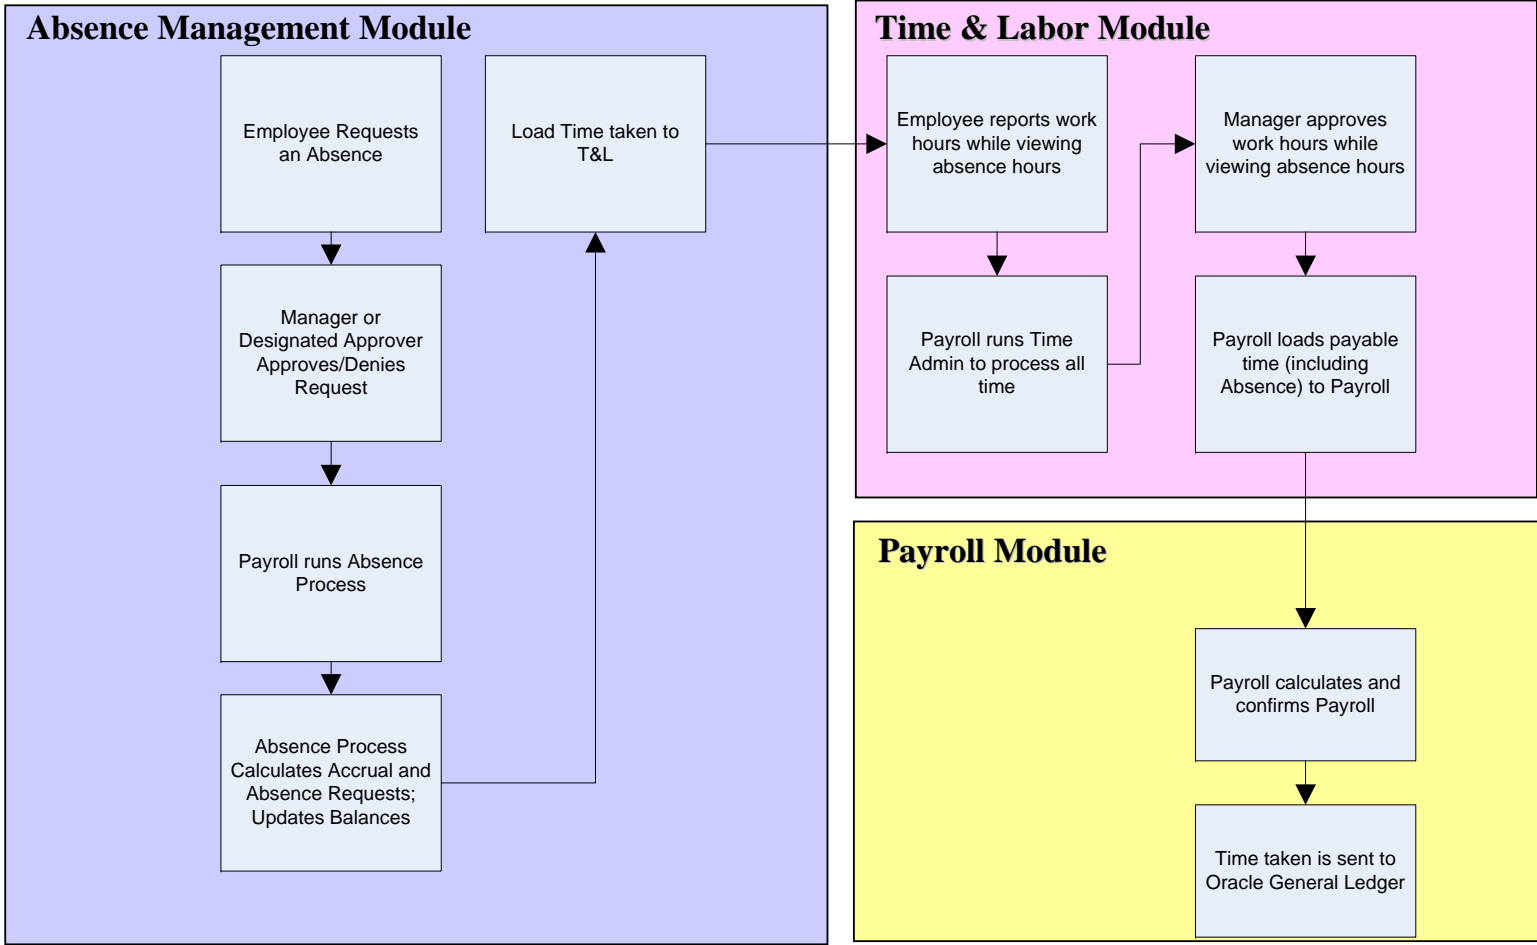 Absence Management Module
Employee Requests
an Absence
Manager or
Designated Approver
Approves/Denies
Request
Payroll runs Absence
Process
Absence Process
Calculates Accrual and
Absence Requests;
Updates Balances
Load Time taken to
T&L
Time & Labor Module
Employee reports work
hours while viewing
absence hours
Payroll runs Time
Admin to process all
time
Manager approves
work hours while
viewing absence hours
Payroll loads payable
time (including
Absence) to Payroll
Payroll Module
Payroll calculates and
confirms Payroll
Time taken is sent to
Oracle General Ledger